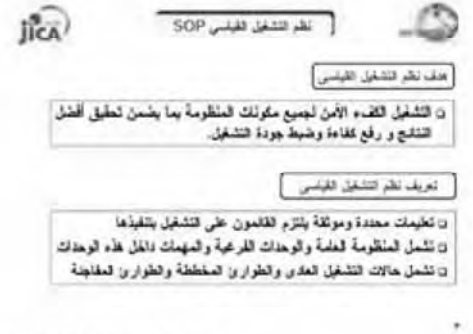 jica
نظم التشغيل القياسي SOP
هدف نظم التشغيل القياسي
التشغيل الكفء الآمن لجميع مكونات المنظومة بما يضمن تحقيق أفضل
النتائج و رفع كفاءة وضبط جودة التشغيل.
تعريف نظم التشغيل القياسي
تعليمات محددة وموثقة يلتزم القائمون على التشغيل بتنفيذها
تشمل المنظومة العامة والوحدات الفرعية والمهمات داخل هذه الوحدات
تشمل حالات التشغيل العادى والطوارئ المخططة والطوارئ المفاجئة